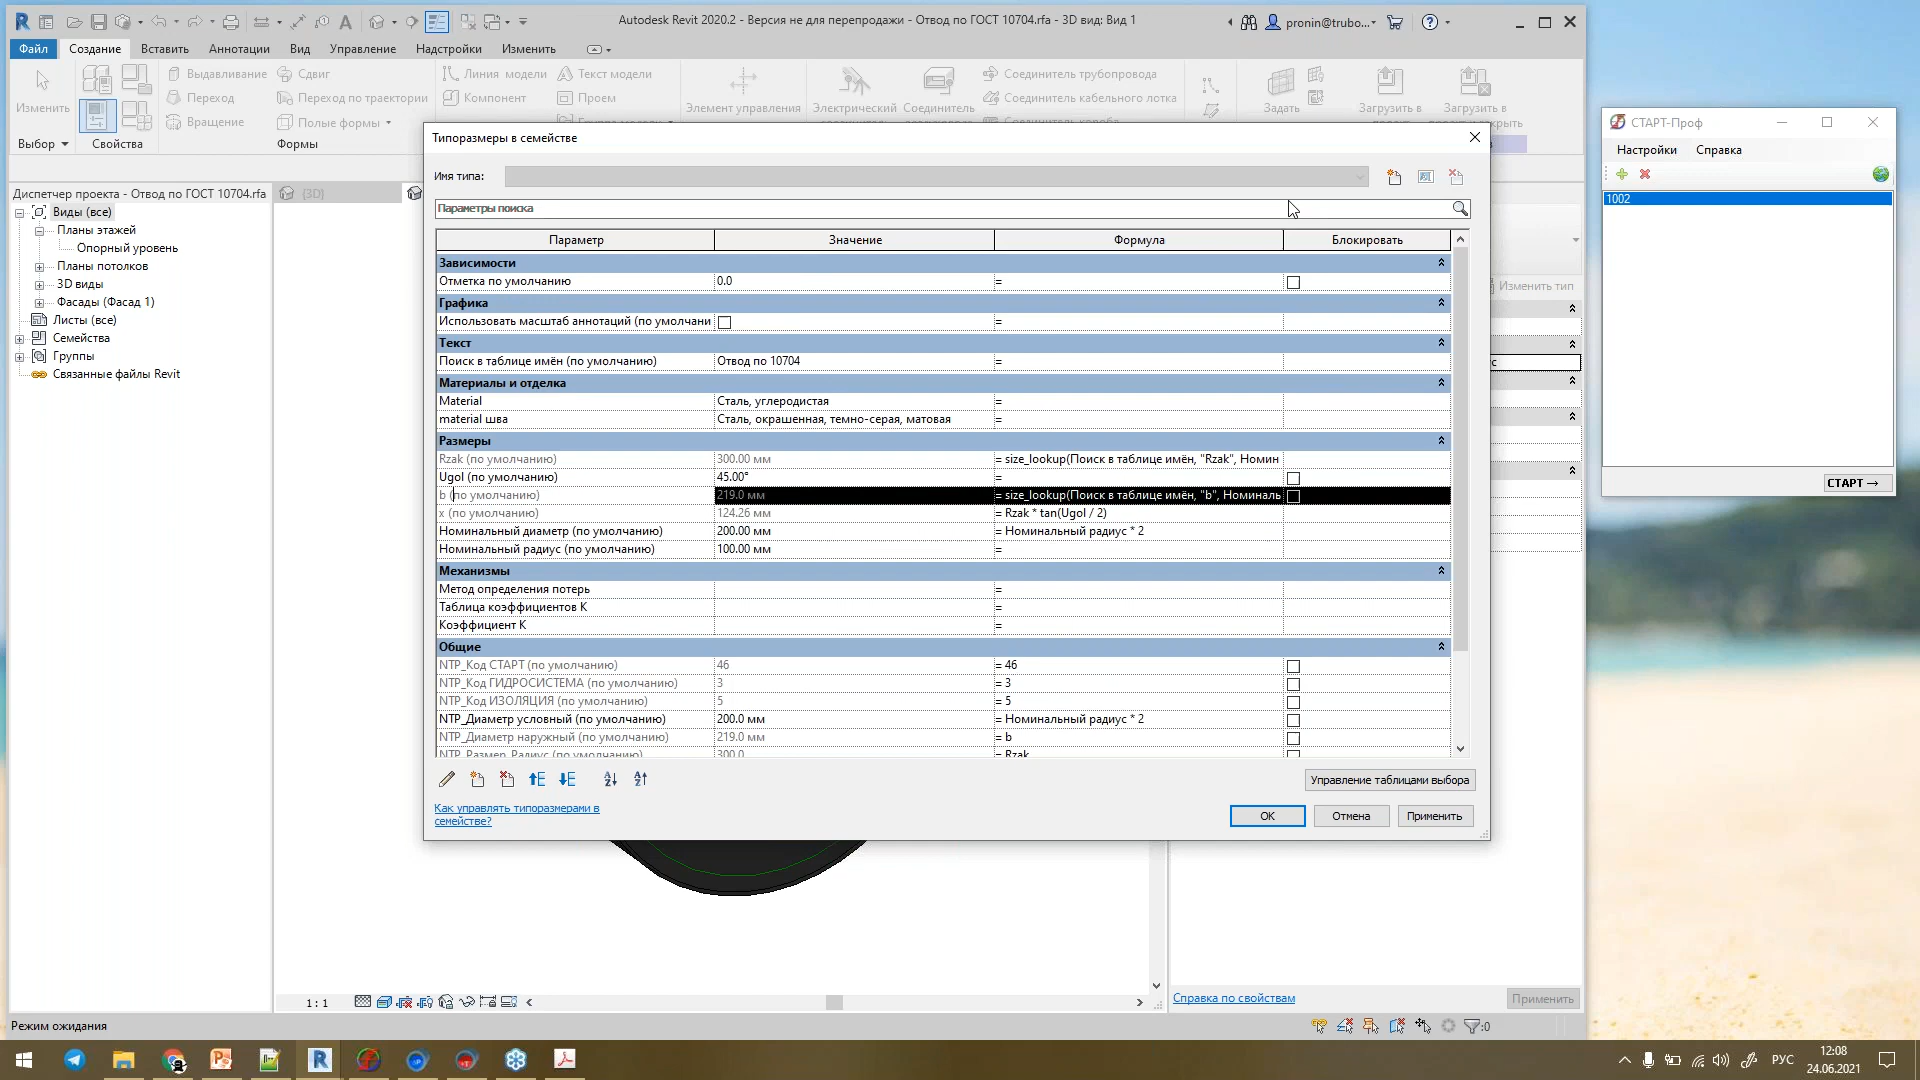 Autodesk Revit 2020.2 - Версия не для перепродажи - Отвод по ГОСТ 10704.rfa - 3D вид: Вид 1
pronin@trubo...
Файл Создание Вставить Аннотации Вид Управление Надстройки Изменить
Выдавливание Сдвиг Линия модели Текст модели Соединитель трубопровода
Изменить Переход Переход по траектории Компонент Проем Элемент управления Электрический Соединитель Соединитель кабельного лотка Задать Загрузить в Загрузить в
Вращение Полые формы
Выбор Свойства Формы
Диспетчер проекта - Отвод по ГОСТ 10704.rfa
{3D}
Виды (все)
Планы этажей
Опорный уровень
Планы потолков
3D виды
Фасады (Фасад 1)
Листы (все)
Семейства
Группы
Связанные файлы Revit
Типоразмеры в семействе
Имя типа:
Параметры поиска
Параметр Значение Формула Блокировать
Зависимости
Отметка по умолчанию 0.0 =
Графика
Использовать масштаб аннотаций (по умолчани =
Текст
Поиск в таблице имён (по умолчанию) Отвод по 10704 =
Материалы и отделка
Material Сталь, углеродистая =
material шва Сталь, окрашенная, темно-серая, матовая =
Размеры
Rzak (по умолчанию) 300.00 мм = size_lookup(Поиск в таблице имён, "Rzak", Номин
Ugol (по умолчанию) 45.00° =
b (по умолчанию) 219.0 мм = size_lookup(Поиск в таблице имён, "b", Номиналь
x (по умолчанию) 124.26 мм = Rzak * tan(Ugol / 2)
Номинальный диаметр (по умолчанию) 200.00 мм = Номинальный радиус * 2
Номинальный радиус (по умолчанию) 100.00 мм =
Механизмы
Метод определения потерь =
Таблица коэффициентов К =
Коэффициент К =
Общие
NTP_Код СТАРТ (по умолчанию) 46 = 46
NTP_Код ГИДРОСИСТЕМА (по умолчанию) 3 = 3
NTP_Код ИЗОЛЯЦИЯ (по умолчанию) 5 = 5
NTP_Диаметр условный (по умолчанию) 200.0 мм = Номинальный радиус * 2
NTP_Диаметр наружный (по умолчанию) 219.0 мм = b
NTP_Размер_Радиус (по умолчанию) 300.0 = Rzak
Управление таблицами выбора
Как управлять типоразмерами в
семействе?
OK Отмена Применить
Изменить тип
СТАРТ-Проф
Настройки Справка
1002
СТАРТ →
1 : 1
Справка по свойствам Применить
Режим ожидания
:0
РУС 12:08
24.06.2021